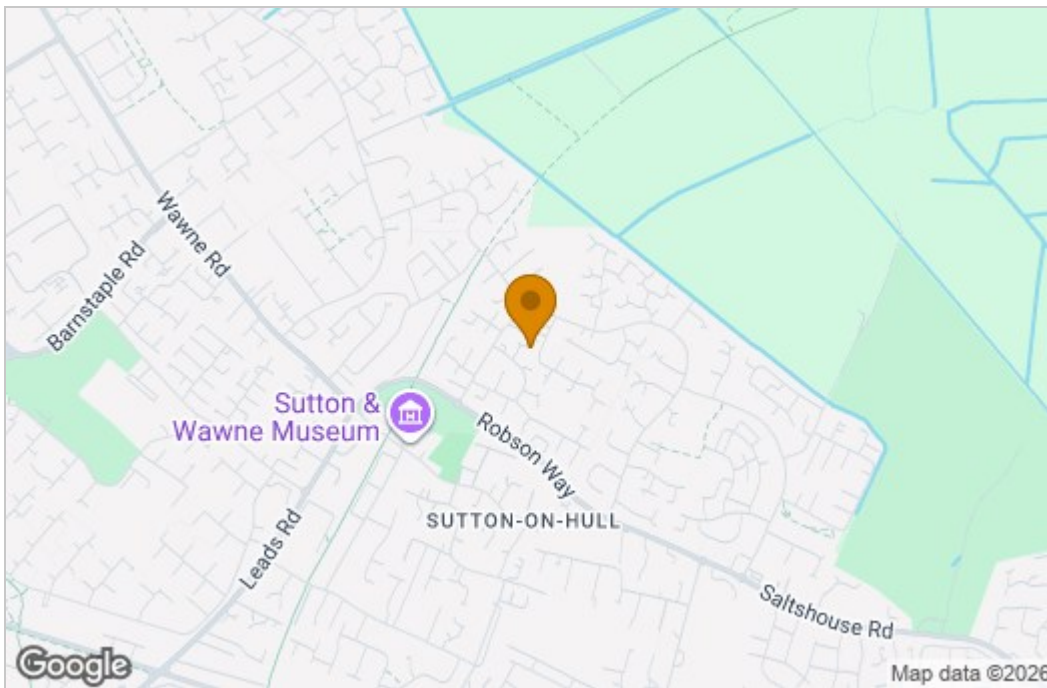 Wawne Rd
Barnstaple Rd
Sutton &
Wawne Museum
Robson Way
SUTTON-ON-HULL
Leads Rd
Saltshouse Rd
Google
Map data ©2026